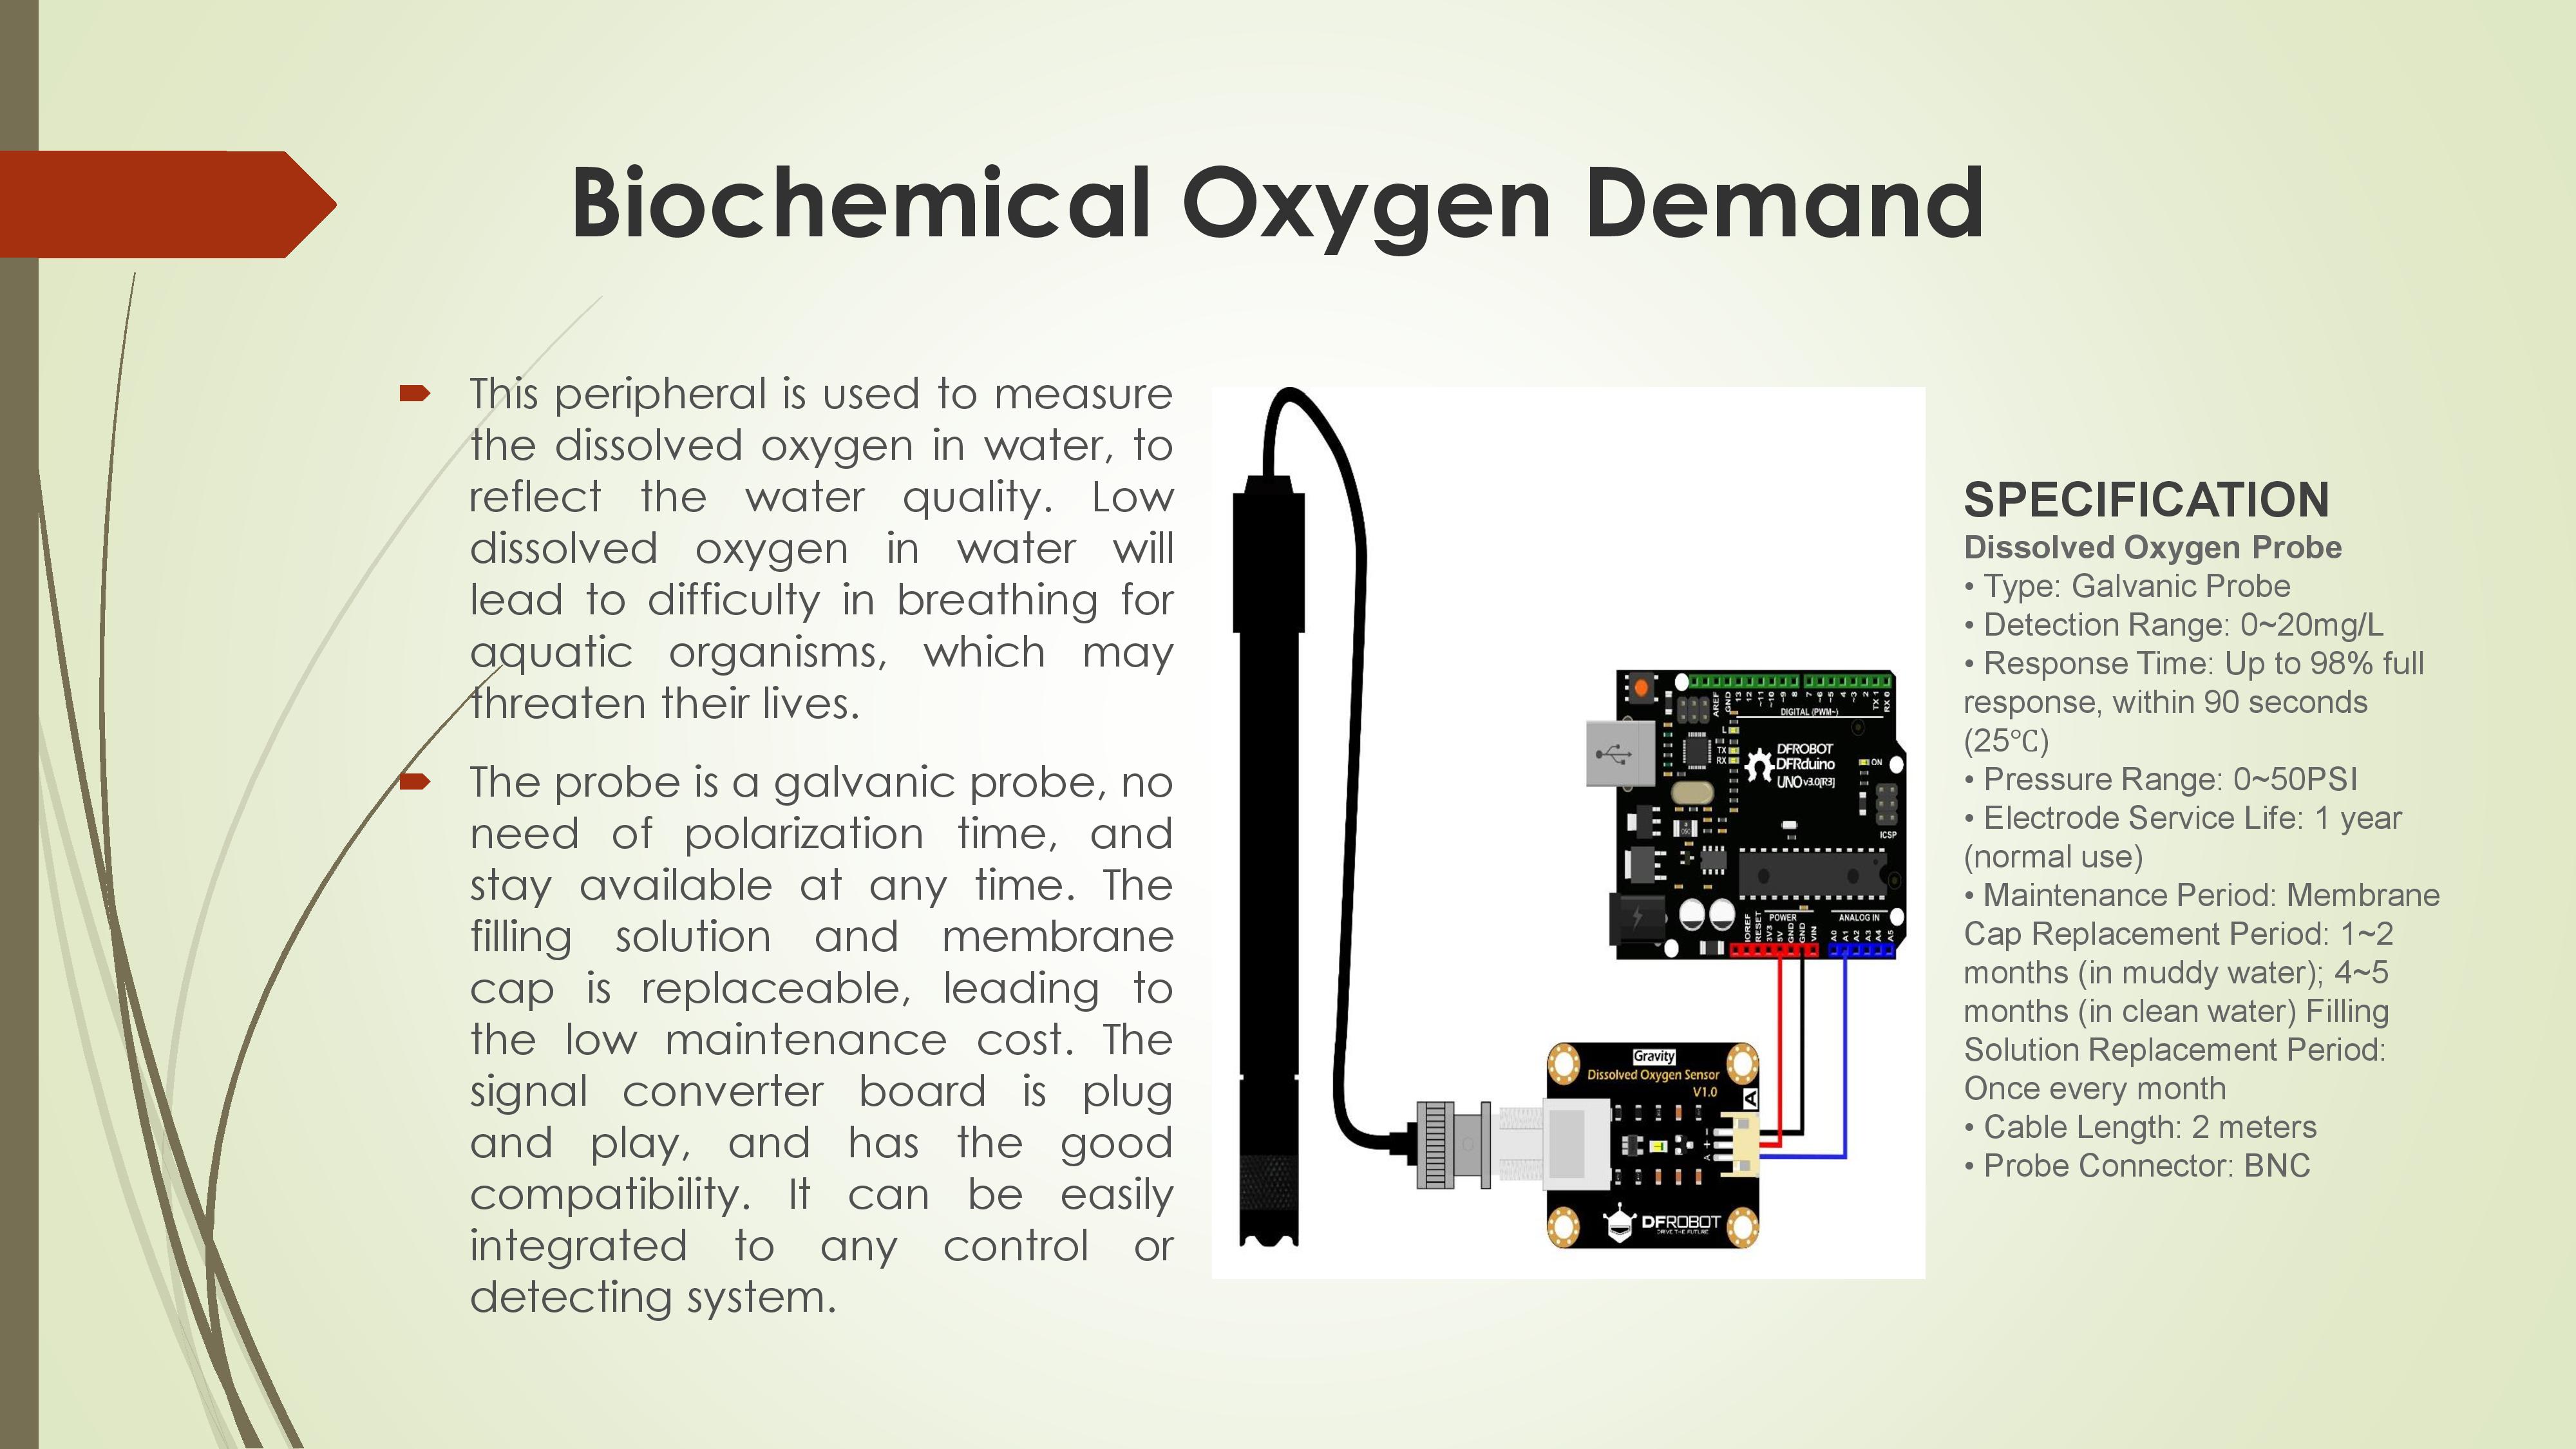 Biochemical Oxygen Demand
This peripheral is used to measure
the dissolved oxygen in water, to
reflect the water quality. Low
dissolved oxygen in water will
lead to difficulty in breathing for
aquatic organisms, which may
threaten their lives.
The probe is a galvanic probe, no
need of polarization time, and
stay available at any time. The
filling solution and membrane
cap is replaceable, leading to
the low maintenance cost. The
signal converter board is plug
and play, and has the good
compatibility. It can be easily
integrated to any control or
detecting system.
AREF
GND
13
12
~11
~10
~9
8
7
~6
~5
4
~3
2
TX 1
RX 0
DIGITAL (PWM~)
L
TX
RX
DFROBOT
DFRduino
UNO v3.0[R3]
ON
ICSP
POWER
ANALOG IN
IOREF
RESET
3V3
5V
GND
GND
VIN
A0
A1
A2
A3
A4
A5
Gravity
Dissolved Oxygen Sensor
V1.0
A
A + -
DFROBOT
DRIVE THE FUTURE
SPECIFICATION
Dissolved Oxygen Probe
• Type: Galvanic Probe
• Detection Range: 0~20mg/L
• Response Time: Up to 98% full
response, within 90 seconds
(25℃)
• Pressure Range: 0~50PSI
• Electrode Service Life: 1 year
(normal use)
• Maintenance Period: Membrane
Cap Replacement Period: 1~2
months (in muddy water); 4~5
months (in clean water) Filling
Solution Replacement Period:
Once every month
• Cable Length: 2 meters
• Probe Connector: BNC